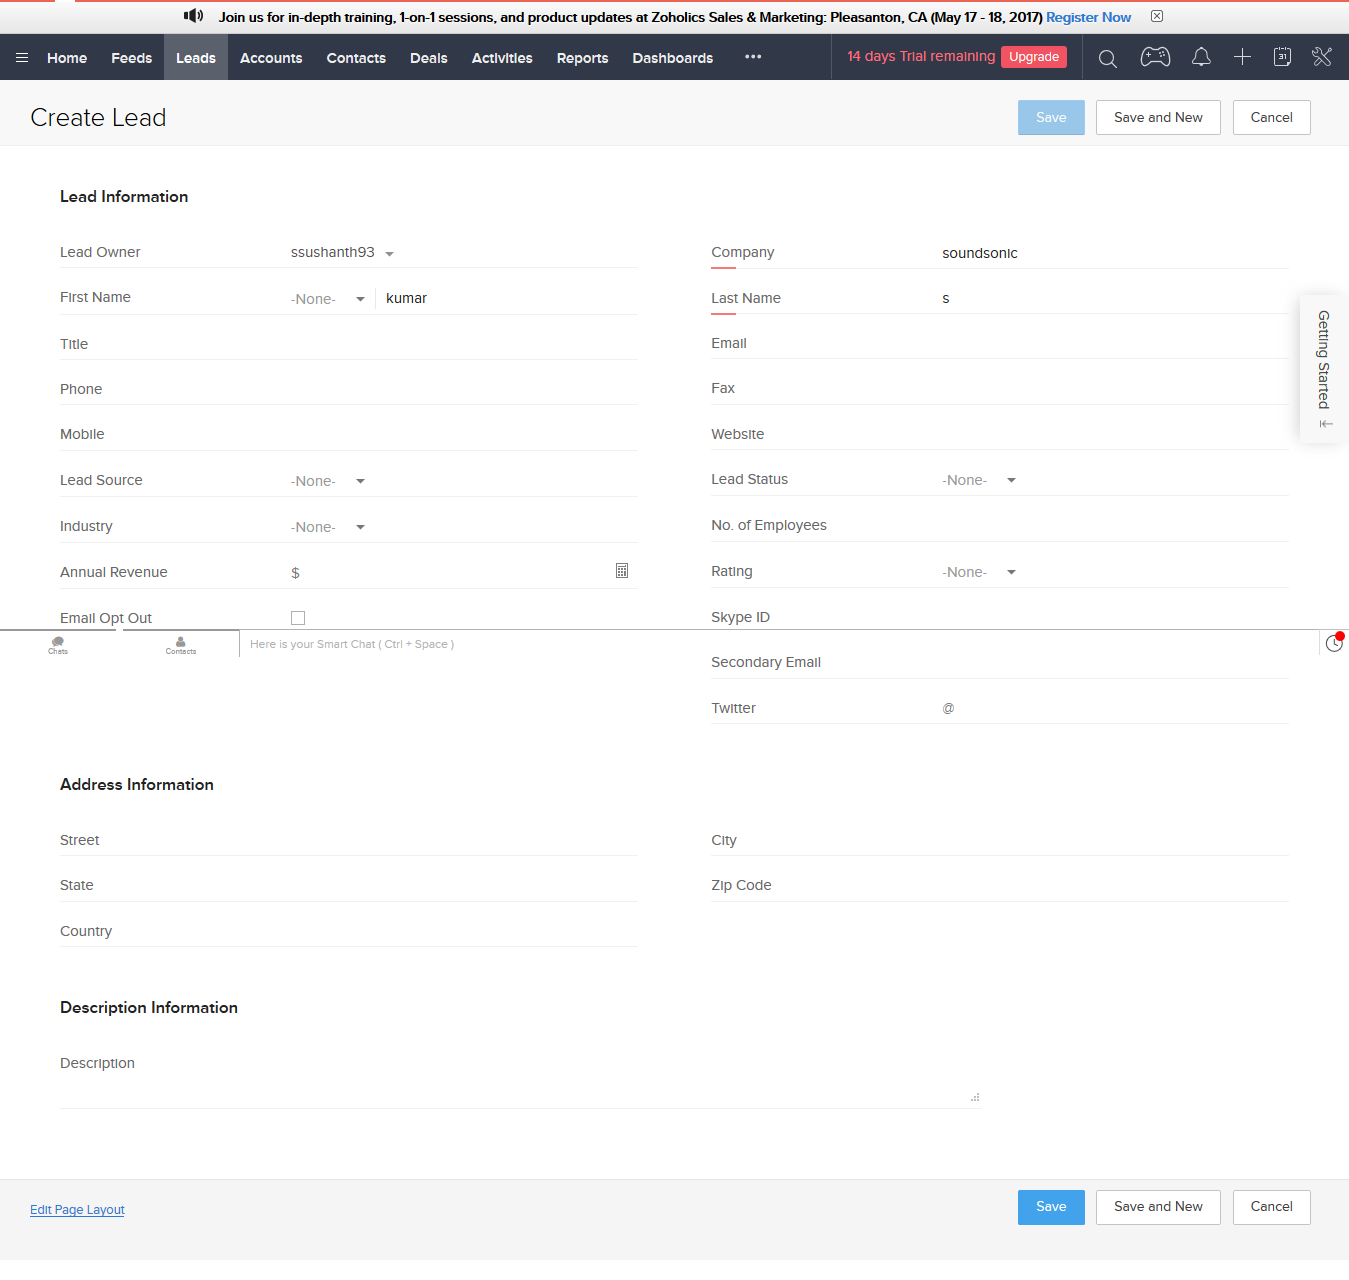 Join us for in-depth training, 1-on-1 sessions, and product updates at Zoholics Sales & Marketing: Pleasanton, CA (May 17 - 18, 2017) Register Now
Home Feeds Leads Accounts Contacts Deals Activities Reports Dashboards ••• 14 days Trial remaining Upgrade 31
Create Lead Save Save and New Cancel
Lead Information
Lead Owner ssushanth93 Company soundsonic
First Name -None- kumar Last Name s
Title Email
Phone Fax
Mobile Website
Lead Source -None- Lead Status -None-
Industry -None- No. of Employees
Annual Revenue $ Rating -None-
Email Opt Out Skype ID
Getting Started
Chats Contacts Here is your Smart Chat ( Ctrl + Space )
Secondary Email
Twitter @
Address Information
Street City
State Zip Code
Country
Description Information
Description
Edit Page Layout Save Save and New Cancel